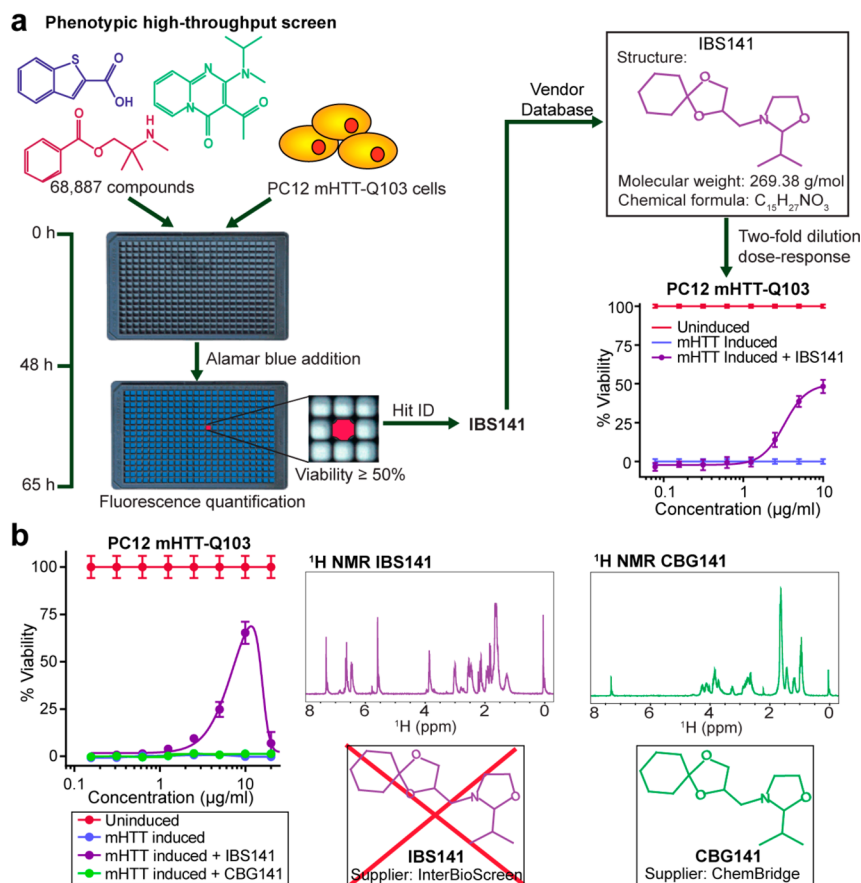 a Phenotypic high-throughput screen
S
O
OH
N
N
N
O
O
O
O
H
N
68,887 compounds
PC12 mHTT-Q103 cells
0 h
48 h
65 h
Alamar blue addition
Fluorescence quantification
Viability ≥ 50%
Hit ID
IBS141
Vendor
Database
IBS141
Structure:
O
O
N
O
Molecular weight: 269.38 g/mol
Chemical formula: C₁₅H₂₇NO₃
Two-fold dilution
dose-response
PC12 mHTT-Q103
100
75
50
25
0
% Viability
Uninduced
mHTT Induced
mHTT Induced + IBS141
0.1
1
10
Concentration (µg/ml)
b
PC12 mHTT-Q103
100
75
50
25
0
% Viability
0.1
1
10
Concentration (µg/ml)
Uninduced
mHTT induced
mHTT induced + IBS141
mHTT induced + CBG141
¹H NMR IBS141
8
6
4
2
0
¹H (ppm)
O
O
N
O
IBS141
Supplier: InterBioScreen
¹H NMR CBG141
8
6
4
2
0
¹H (ppm)
O
O
N
O
CBG141
Supplier: ChemBridge